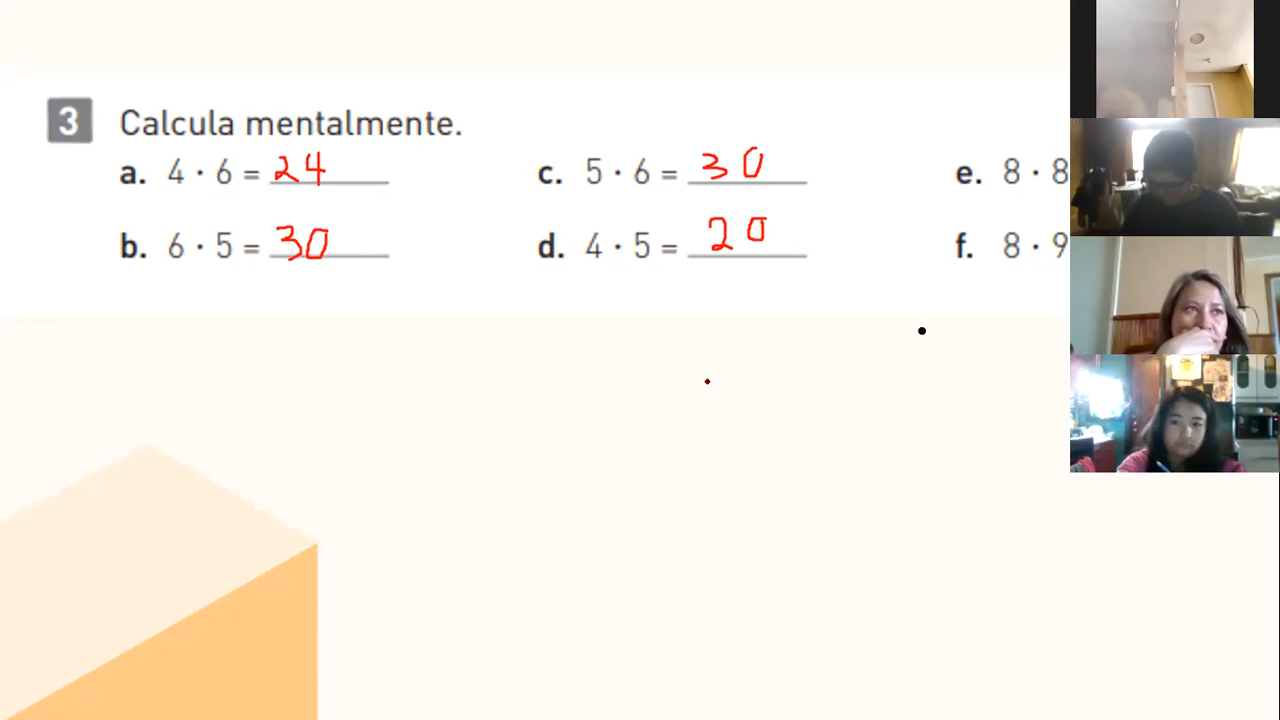 3 Calcula mentalmente.
a. 4 · 6 = 24 c. 5 · 6 = 30 e. 8 · 8
b. 6 · 5 = 30 d. 4 · 5 = 20 f. 8 · 9